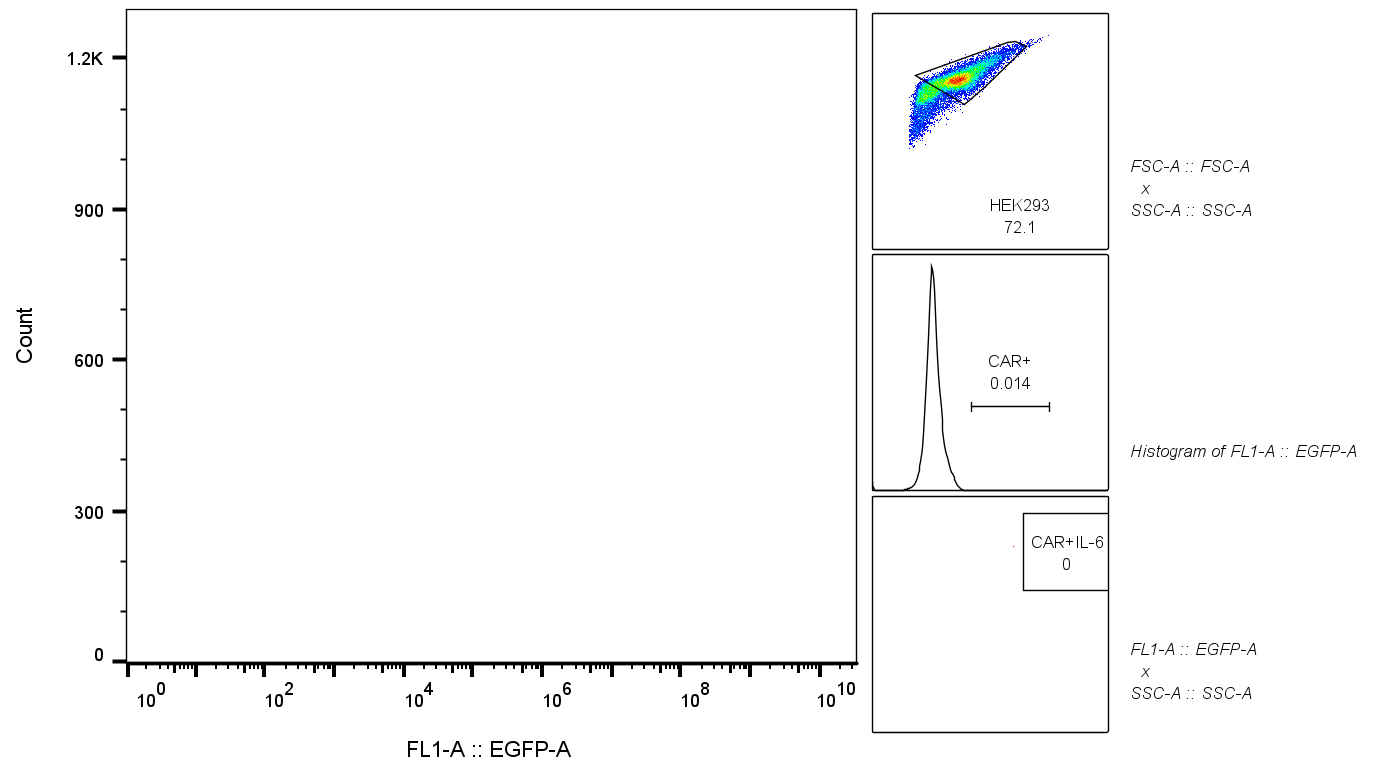 1.2K
900
600
300
0
Count
10^0 10^2 10^4 10^6 10^8 10^10
FL1-A :: EGFP-A
HEK293
72.1
FSC-A :: FSC-A
x
SSC-A :: SSC-A
CAR+
0.014
Histogram of FL1-A :: EGFP-A
CAR+IL-6
0
FL1-A :: EGFP-A
x
SSC-A :: SSC-A